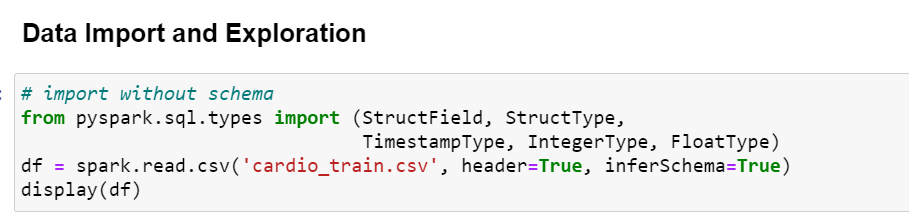 Data Import and Exploration
:
# import without schema
from pyspark.sql.types import (StructField, StructType,
TimestampType, IntegerType, FloatType)
df = spark.read.csv('cardio_train.csv', header=True, inferSchema=True)
display(df)